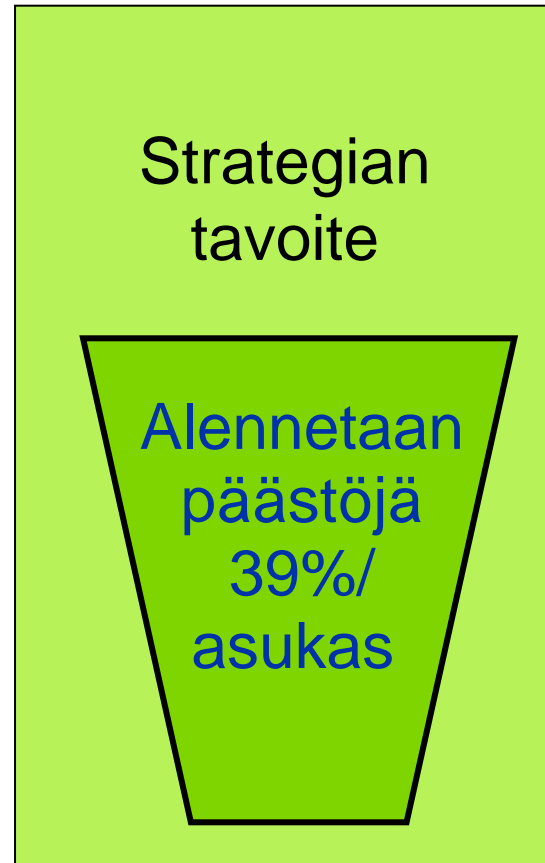 Strategian
tavoite
Alennetaan
päästöjä
39%/
asukas